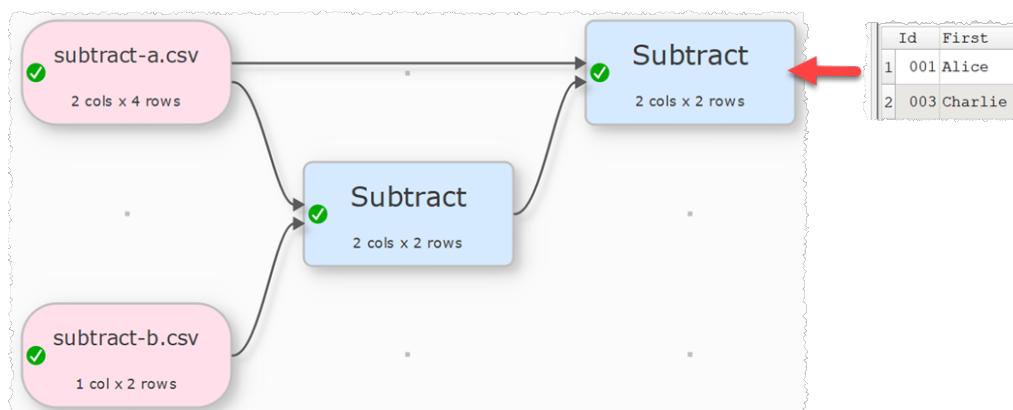 subtract-a.csv
2 cols x 4 rows
Subtract
2 cols x 2 rows
Id First
1 001 Alice
2 003 Charlie
Subtract
2 cols x 2 rows
subtract-b.csv
1 col x 2 rows